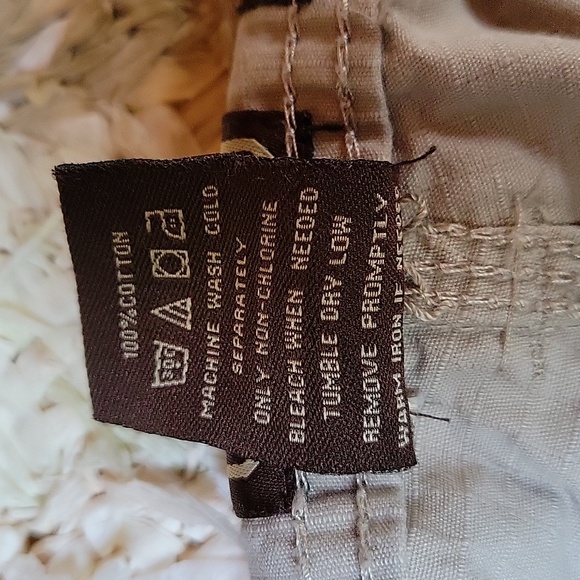 100%COTTON
MACHINE WASH COLD
SEPARATELY
ONLY NON-CHLORINE
BLEACH WHEN NEEDED
TUMBLE DRY LOW
REMOVE PROMPTLY
WARM IRON IF